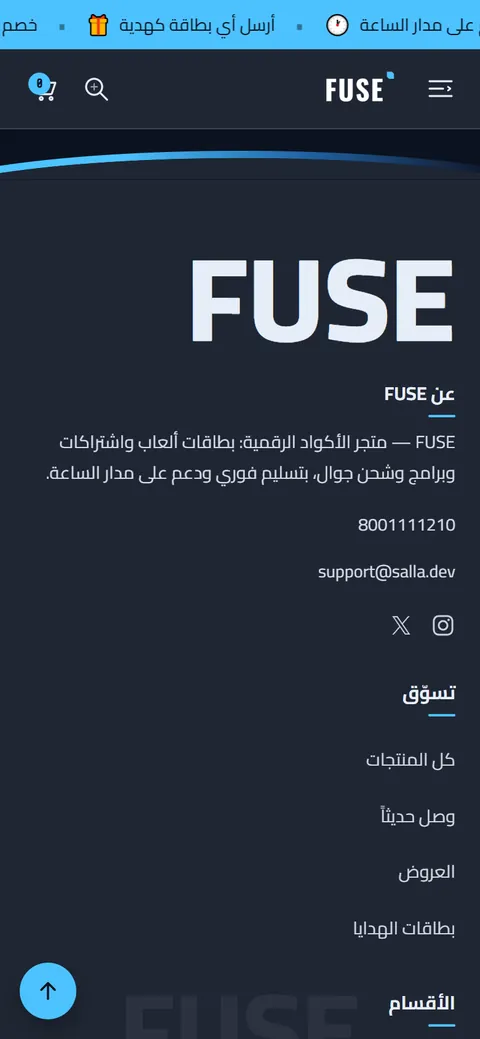 على مدار الساعة ▪ أرسل أي بطاقة كهدية ▪ خصم
0
FUSE
FUSE
عن FUSE
FUSE — متجر الأكواد الرقمية: بطاقات ألعاب واشتراكات
وبرامج وشحن جوال، بتسليم فوري ودعم على مدار الساعة.
8001111210
support@salla.dev
تسوّق
كل المنتجات
وصل حديثاً
العروض
بطاقات الهدايا
الأقسام
FUSE